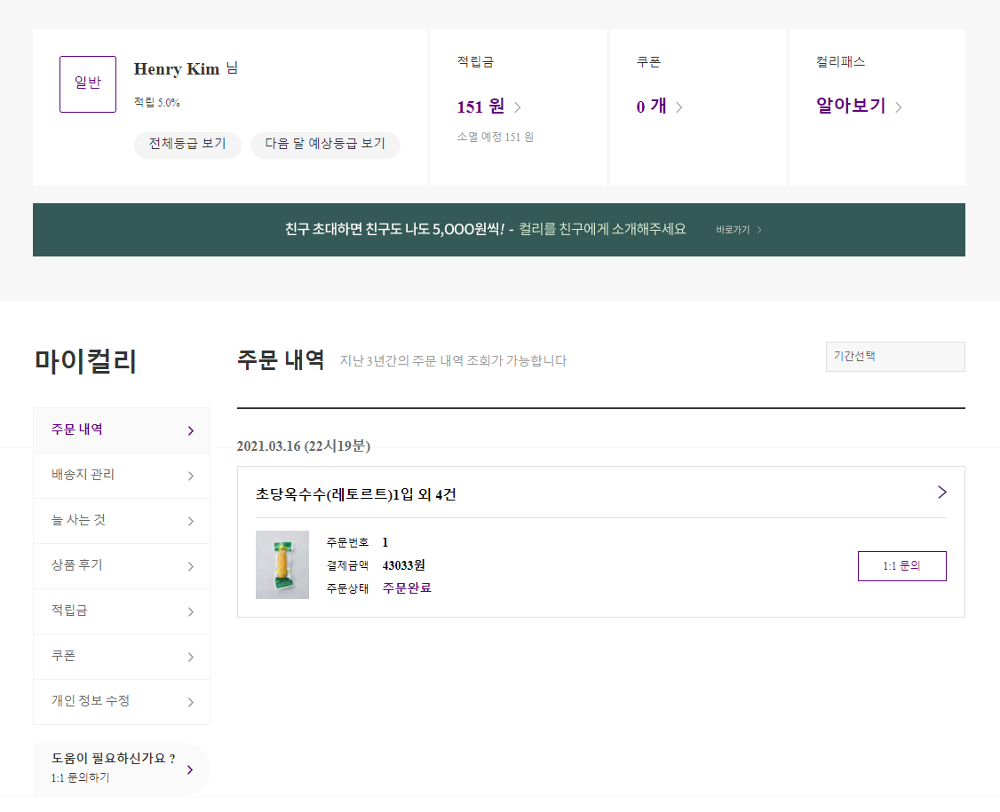 일반
Henry Kim 님
적립 5.0%
전체등급 보기
다음 달 예상등급 보기
적립금
151 원
소멸 예정 151 원
쿠폰
0 개
컬리패스
알아보기
친구 초대하면 친구도 나도 5,000원씩! - 컬리를 친구에게 소개해주세요 바로가기
마이컬리
주문 내역
배송지 관리
늘 사는 것
상품 후기
적립금
쿠폰
개인 정보 수정
도움이 필요하신가요 ?
1:1 문의하기
주문 내역 지난 3년간의 주문 내역 조회가 가능합니다
기간선택
2021.03.16 (22시19분)
초당옥수수(레토르트)1입 외 4건
주문번호 1
결제금액 43033원
주문상태 주문완료
1:1 문의